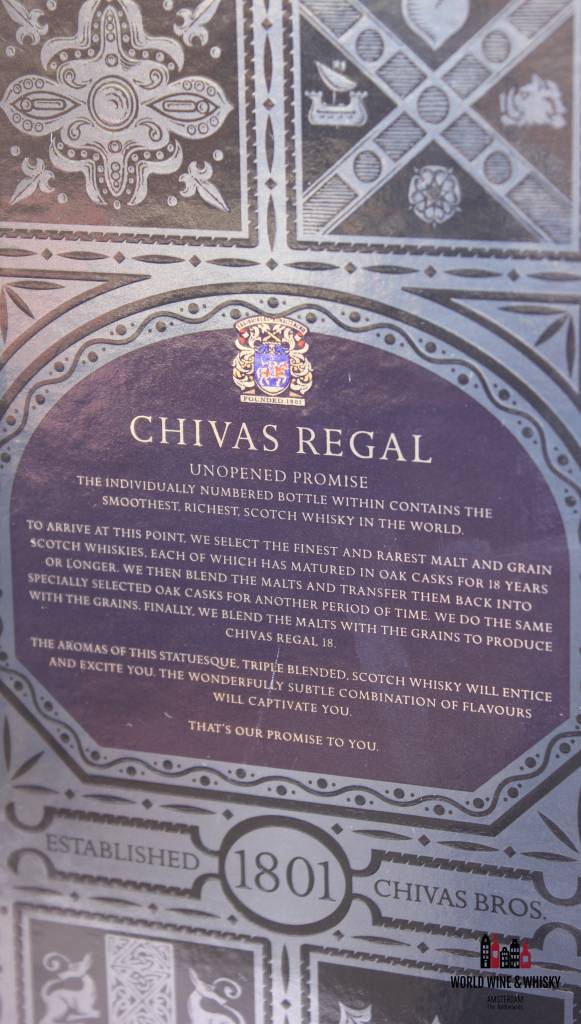 FOUNDED 1801
CHIVAS REGAL
UNOPENED PROMISE
THE INDIVIDUALLY NUMBERED BOTTLE WITHIN CONTAINS THE
SMOOTHEST, RICHEST, SCOTCH WHISKY IN THE WORLD.
TO ARRIVE AT THIS POINT, WE SELECT THE FINEST AND RAREST MALT AND GRAIN
SCOTCH WHISKIES, EACH OF WHICH HAS MATURED IN OAK CASKS FOR 18 YEARS
OR LONGER. WE THEN BLEND THE MALTS AND TRANSFER THEM BACK INTO
SPECIALLY SELECTED OAK CASKS FOR ANOTHER PERIOD OF TIME. WE DO THE SAME
WITH THE GRAINS. FINALLY, WE BLEND THE MALTS WITH THE GRAINS TO PRODUCE
CHIVAS REGAL 18.
THE AROMAS OF THIS STATUESQUE, TRIPLE BLENDED, SCOTCH WHISKY WILL ENTICE
AND EXCITE YOU. THE WONDERFULLY SUBTLE COMBINATION OF FLAVOURS
WILL CAPTIVATE YOU.
THAT'S OUR PROMISE TO YOU.
ESTABLISHED 1801 CHIVAS BROS.
WORLD WINE & WHISKY
AMSTERDAM
The Netherlands